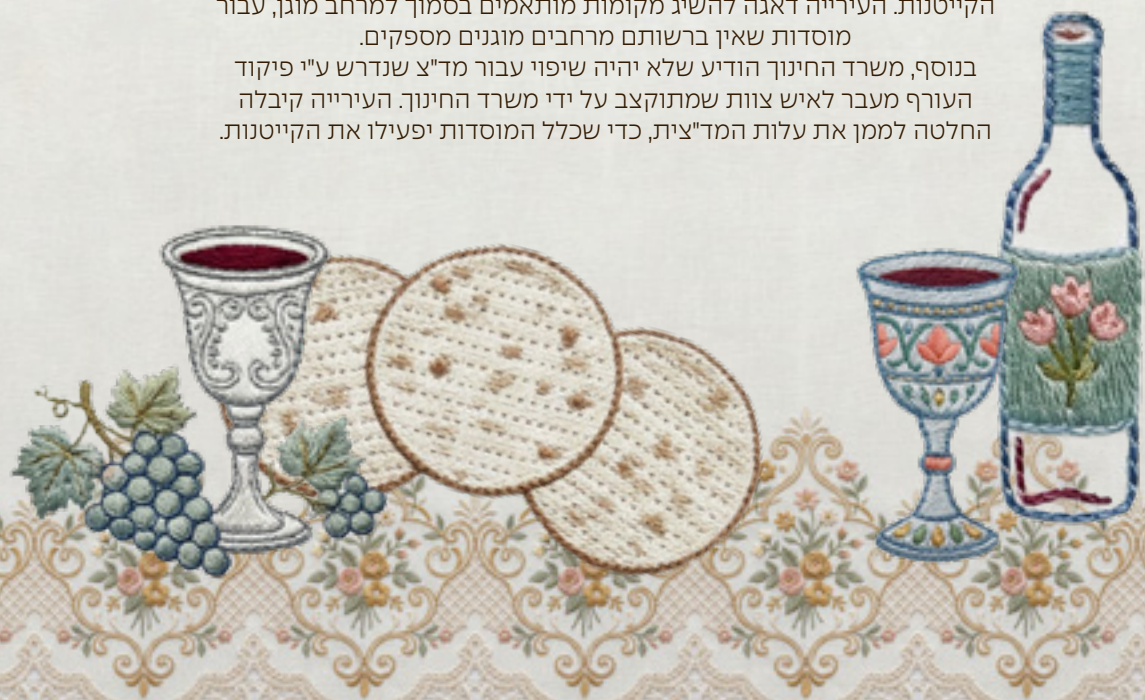 הקייטנות. העירייה דאגה להשיג מקומות מותאמים בסמוך למרחב מוגן, עבור
מוסדות שאין ברשותם מרחבים מוגנים מספקים.
בנוסף, משרד החינוך הודיע שלא יהיה שיפוי עבור מד"צ שנדרש ע"י פיקוד
העורף מעבר לאיש צוות שמתוקצב על ידי משרד החינוך. העירייה קיבלה
החלטה לממן את עלות המד"צית, כדי שכלל המוסדות יפעילו את הקייטנות.